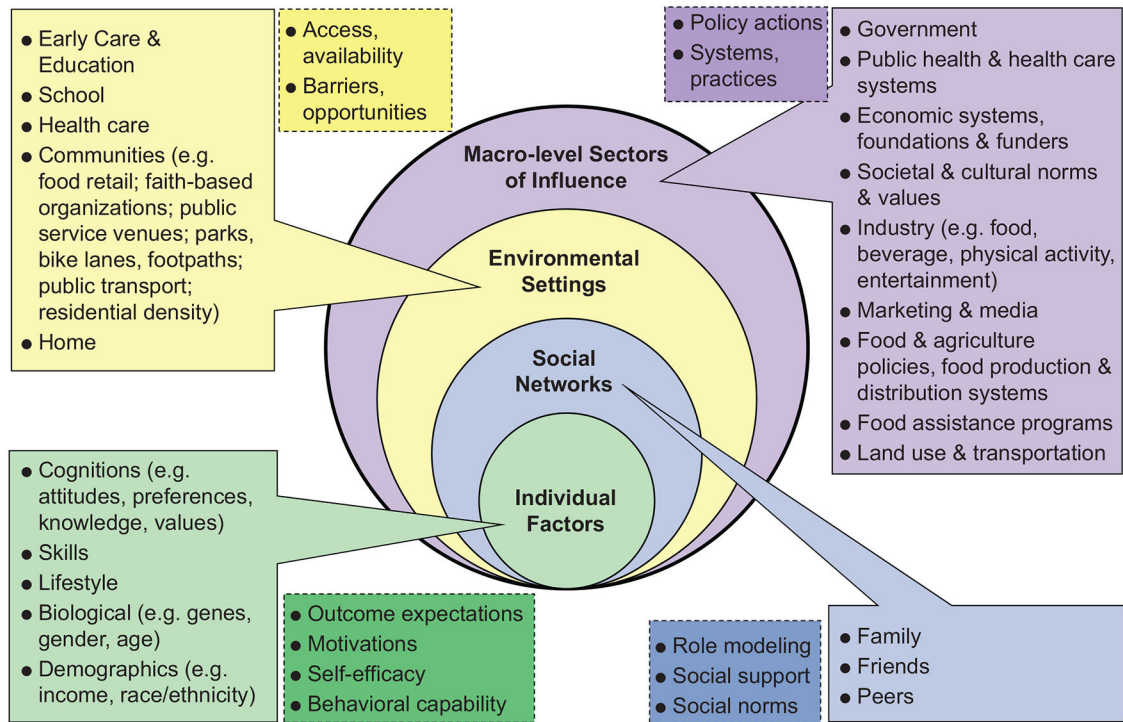 ● Early Care &
Education
● School
● Health care
● Communities (e.g.
food retail; faith-based
organizations; public
service venues; parks,
bike lanes, footpaths;
public transport;
residential density)
● Home
● Access,
availability
● Barriers,
opportunities
● Policy actions
● Systems,
practices
● Government
● Public health & health care
systems
● Economic systems,
foundations & funders
● Societal & cultural norms
& values
● Industry (e.g. food,
beverage, physical activity,
entertainment)
● Marketing & media
● Food & agriculture
policies, food production &
distribution systems
● Food assistance programs
● Land use & transportation
Macro-level Sectors
of Influence
Environmental
Settings
Social
Networks
Individual
Factors
● Cognitions (e.g.
attitudes, preferences,
knowledge, values)
● Skills
● Lifestyle
● Biological (e.g. genes,
gender, age)
● Demographics (e.g.
income, race/ethnicity)
● Outcome expectations
● Motivations
● Self-efficacy
● Behavioral capability
● Role modeling
● Social support
● Social norms
● Family
● Friends
● Peers